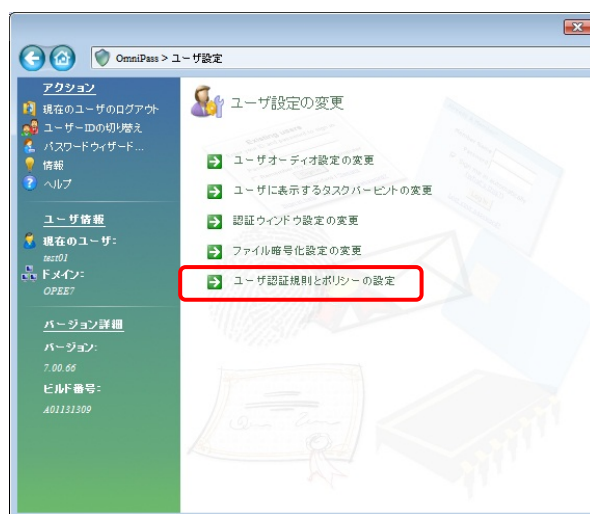 OmniPass > ユーザ設定
アクション
現在のユーザのログアウト
ユーザーIDの切り替え
パスワードウィザード...
情報
ヘルプ
ユーザ情報
現在のユーザ:
test01
ドメイン:
OPEE7
バージョン詳細
バージョン:
7.00.66
ビルド番号:
A01131309
ユーザ設定の変更
ユーザオーディオ設定の変更
ユーザに表示するタスクバーヒントの変更
認証ウィンドウ設定の変更
ファイル暗号化設定の変更
ユーザ認証規則とポリシーの設定